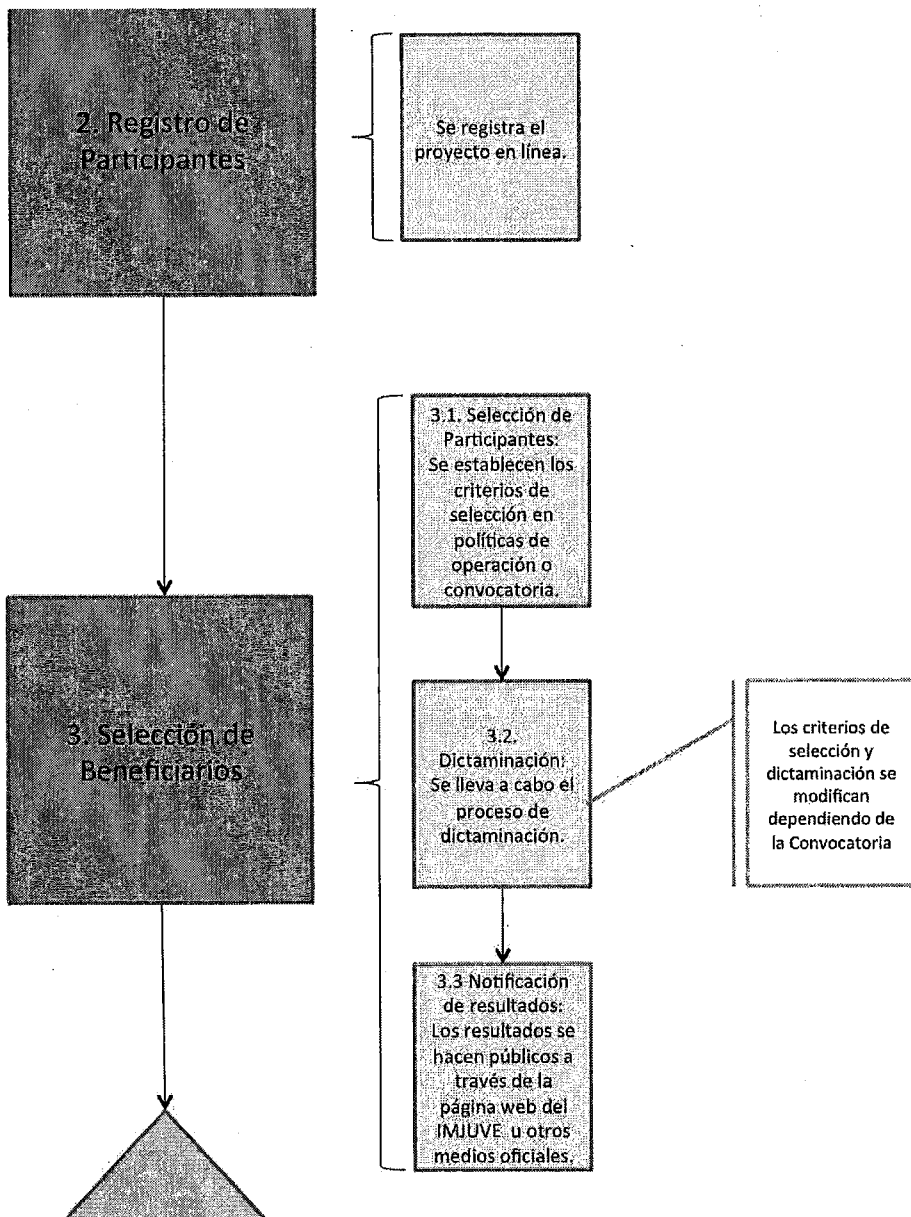 2. Registro de
Participantes
Se registra el
proyecto en línea.
3.1. Selección de
Participantes:
Se establecen los
criterios de
selección en
políticas de
operación o
convocatoria.
3. Selección de
Beneficiarios
3.2.
Dictaminación:
Se lleva a cabo el
proceso de
dictaminación.
Los criterios de
selección y
dictaminación se
modifican
dependiendo de
la Convocatoria
3.3 Notificación
de resultados:
Los resultados se
hacen públicos a
través de la
página web del
IMJUVE u otros
medios oficiales.